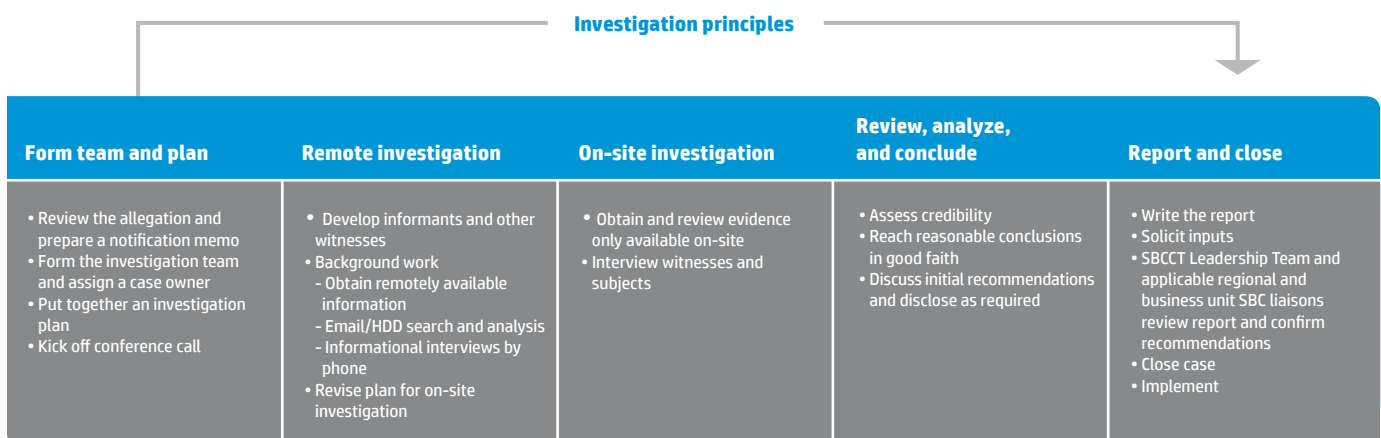 Investigation principles
Form team and plan
• Review the allegation and
prepare a notification memo
• Form the investigation team
and assign a case owner
• Put together an investigation
plan
• Kick off conference call
Remote investigation
• Develop informants and other
witnesses
• Background work
- Obtain remotely available
information
- Email/HDD search and analysis
- Informational interviews by
phone
• Revise plan for on-site
investigation
On-site investigation
• Obtain and review evidence
only available on-site
• Interview witnesses and
subjects
Review, analyze,
and conclude
• Assess credibility
• Reach reasonable conclusions
in good faith
• Discuss initial recommendations
and disclose as required
Report and close
• Write the report
• Solicit inputs
• SBCCT Leadership Team and
applicable regional and
business unit SBC liaisons
review report and confirm
recommendations
• Close case
• Implement